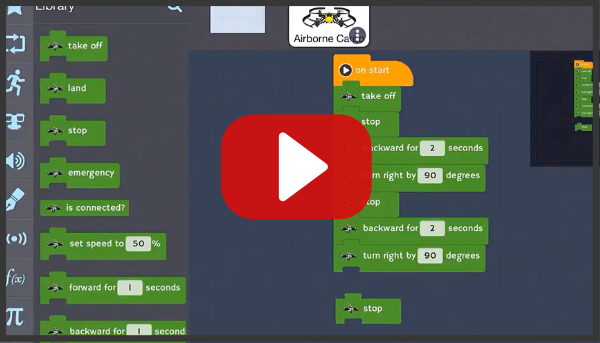 Library
take off
land
stop
emergency
is connected?
set speed to 50 %
f(x)
forward for 1 seconds
π
backward for 1 second
Airborne Ca
on start
take off
stop
backward for 2 seconds
turn right by 90 degrees
stop
backward for 2 seconds
turn right by 90 degrees
stop